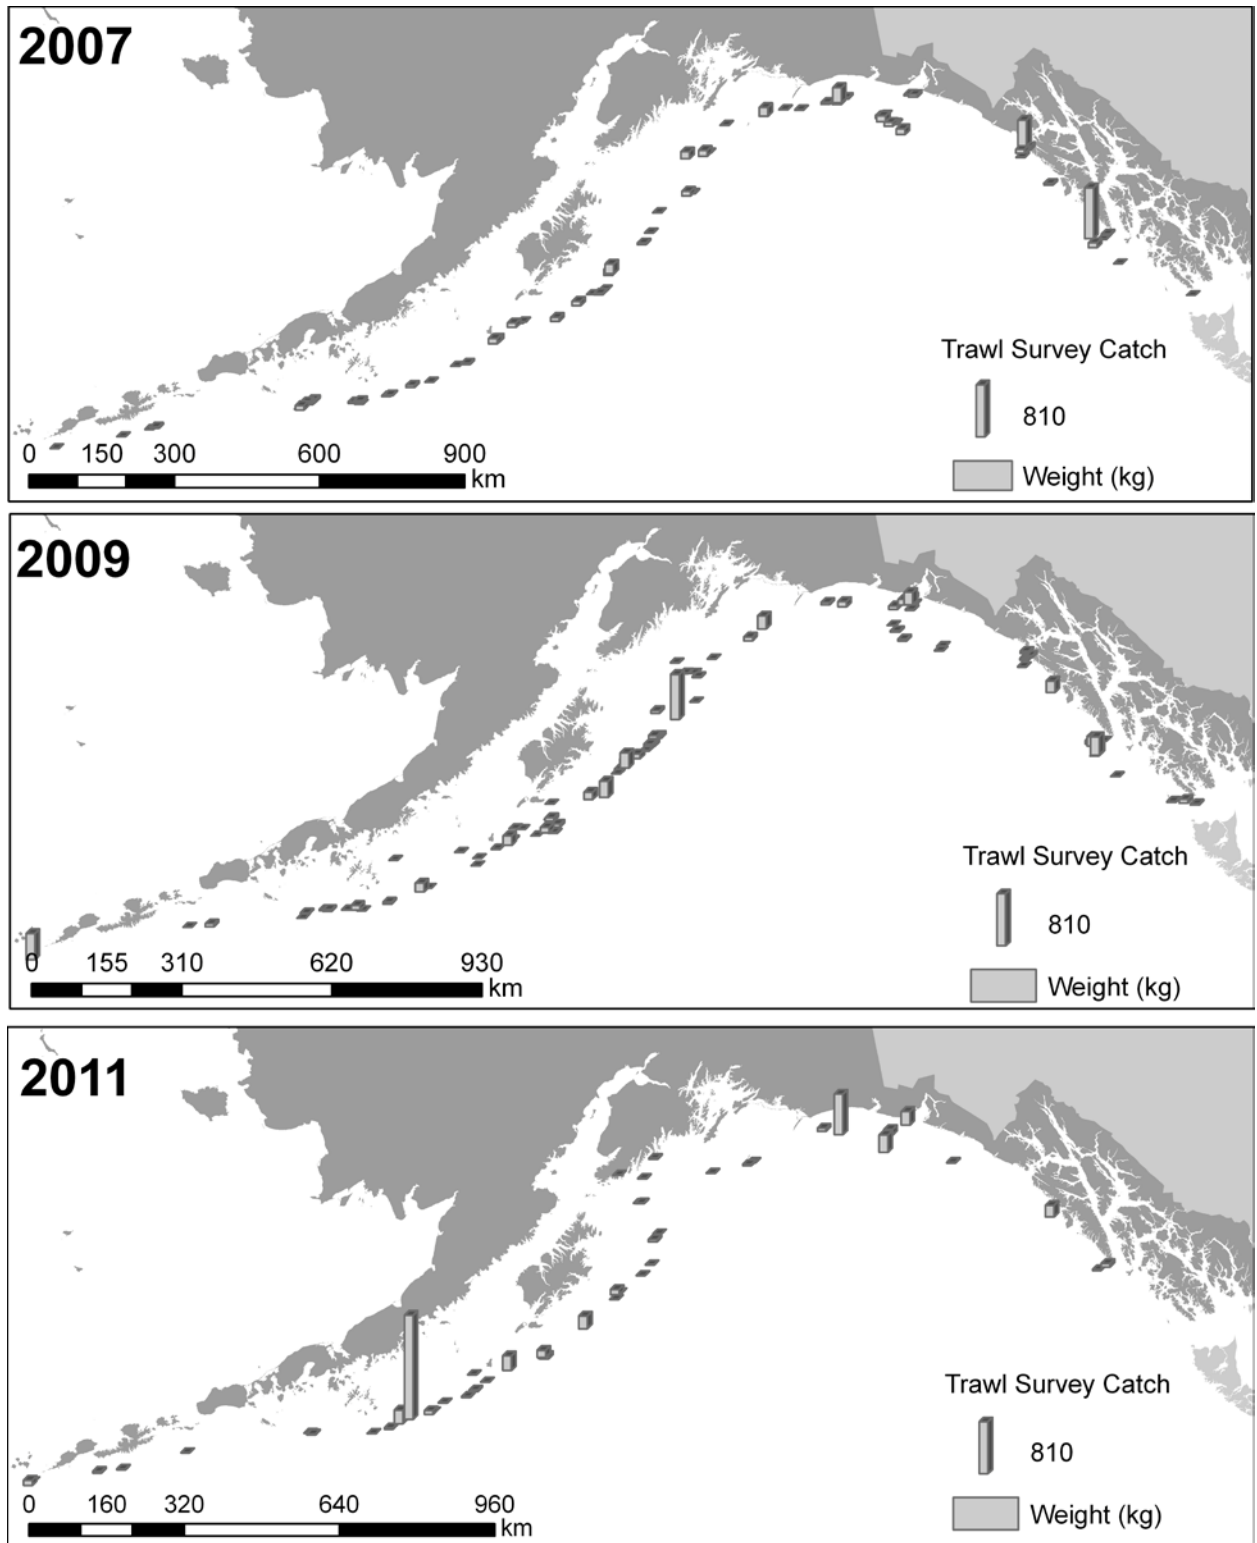 2007
Trawl Survey Catch
810
Weight (kg)
0 150 300 600 900
km
2009
Trawl Survey Catch
810
Weight (kg)
0 155 310 620 930
km
2011
Trawl Survey Catch
810
Weight (kg)
0 160 320 640 960
km